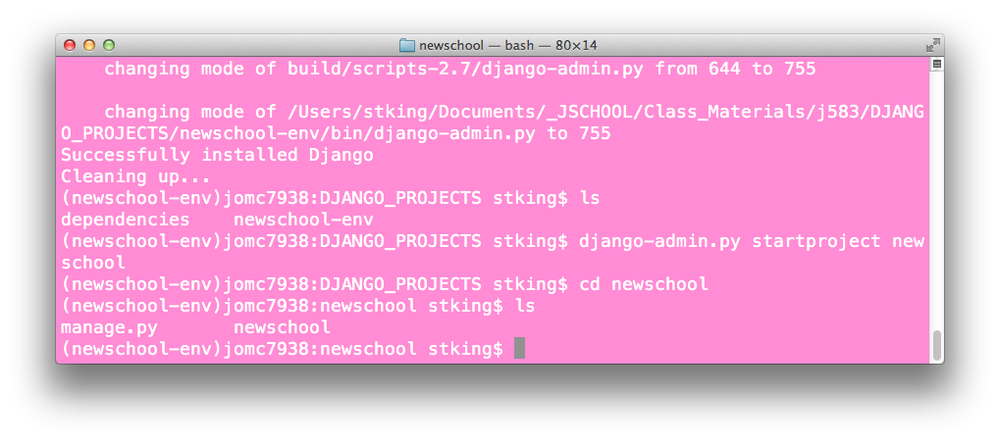 newschool — bash — 80×14
changing mode of build/scripts-2.7/django-admin.py from 644 to 755
changing mode of /Users/stking/Documents/_JSCHOOL/Class_Materials/j583/DJANG
O_PROJECTS/newschool-env/bin/django-admin.py to 755
Successfully installed Django
Cleaning up...
(newschool-env)jomc7938:DJANGO_PROJECTS stking$ ls
dependencies    newschool-env
(newschool-env)jomc7938:DJANGO_PROJECTS stking$ django-admin.py startproject new
school
(newschool-env)jomc7938:DJANGO_PROJECTS stking$ cd newschool
(newschool-env)jomc7938:newschool stking$ ls
manage.py       newschool
(newschool-env)jomc7938:newschool stking$